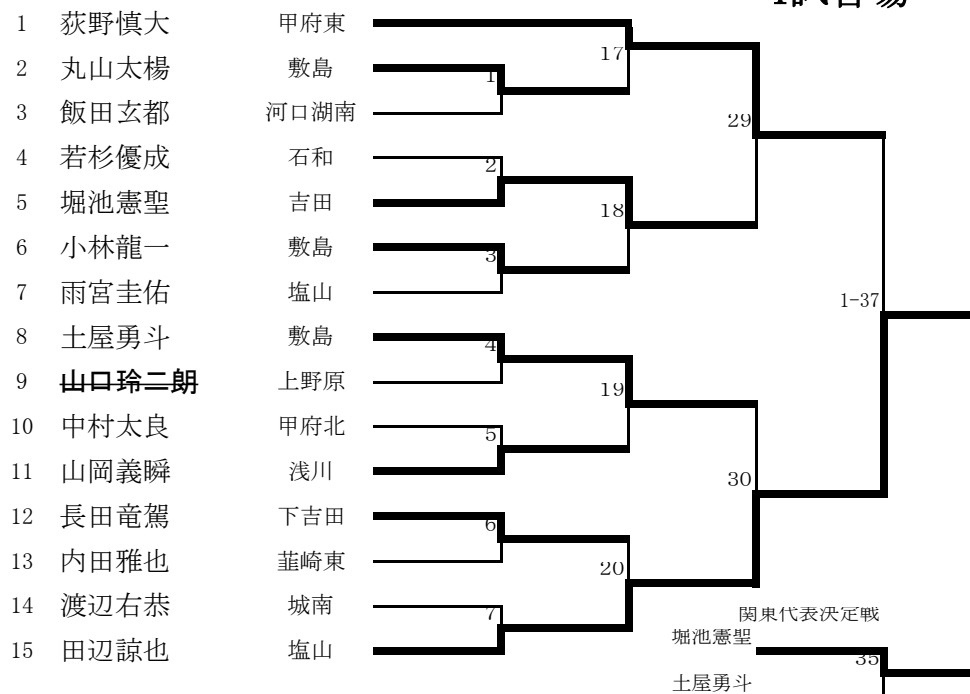 1 荻野慎大 甲府東
2 丸山太楊 敷島
3 飯田玄都 河口湖南
4 若杉優成 石和
5 堀池憲聖 吉田
6 小林龍一 敷島
7 雨宮圭佑 塩山
8 土屋勇斗 敷島
9 山口玲二朗 上野原
10 中村太良 甲府北
11 山岡義瞬 浅川
12 長田竜駕 下吉田
13 内田雅也 韮崎東
14 渡辺右恭 城南
15 田辺諒也 塩山
1
2
3
4
5
6
7
17
18
19
20
29
30
1-37
関東代表決定戦
堀池憲聖
35
土屋勇斗